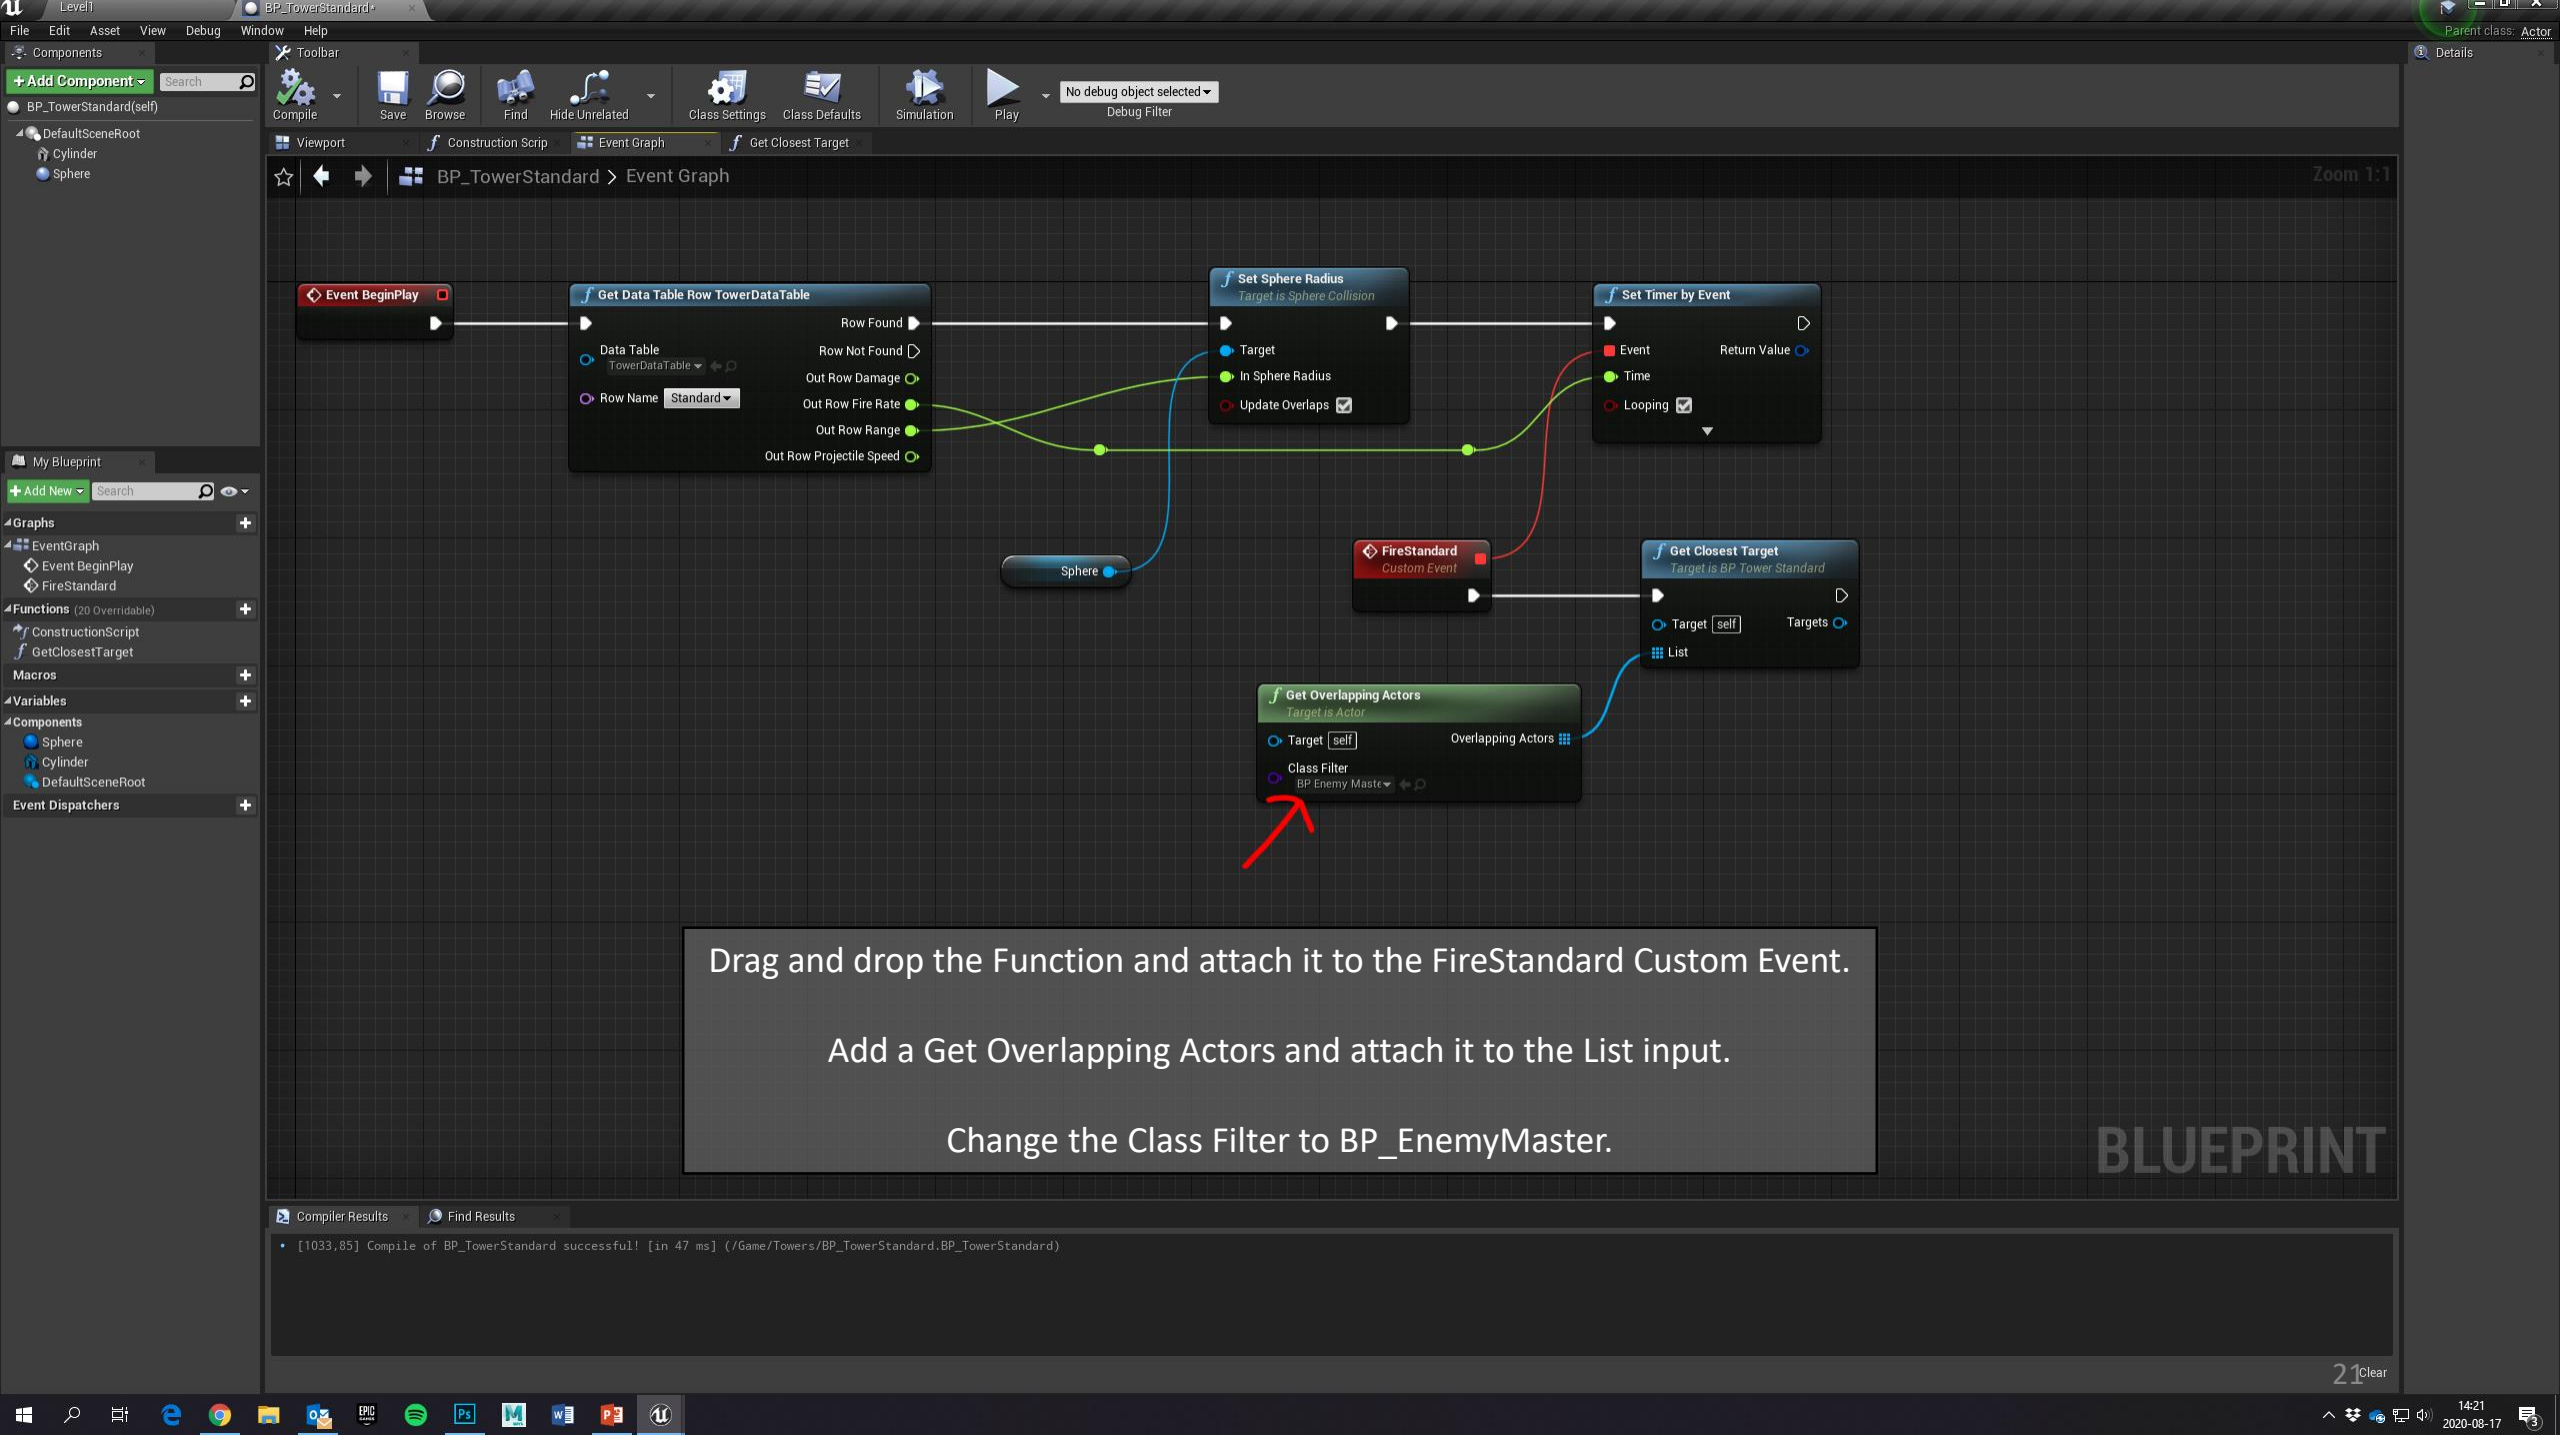 Level1
BP_TowerStandard*
File Edit Asset View Debug Window Help
Parent class: Actor
Components
Toolbar
Details
+Add Component
Search
BP_TowerStandard(self)
DefaultSceneRoot
Cylinder
Sphere
Compile
Save
Browse
Find
Hide Unrelated
Class Settings
Class Defaults
Simulation
Play
No debug object selected
Debug Filter
Viewport
Construction Scrip
Event Graph
Get Closest Target
BP_TowerStandard > Event Graph
Zoom 1:1
Event BeginPlay
Get Data Table Row TowerDataTable
Row Found
Data Table
TowerDataTable
Row Not Found
Out Row Damage
Row Name Standard
Out Row Fire Rate
Out Row Range
Out Row Projectile Speed
Set Sphere Radius
Target is Sphere Collision
Target
In Sphere Radius
Update Overlaps
Set Timer by Event
Event
Return Value
Time
Looping
Sphere
FireStandard
Custom Event
Get Closest Target
Target is BP Tower Standard
Target self
Targets
List
Get Overlapping Actors
Target is Actor
Target self
Overlapping Actors
Class Filter
BP Enemy Maste
My Blueprint
+Add New
Search
Graphs
EventGraph
Event BeginPlay
FireStandard
Functions (20 Overridable)
ConstructionScript
GetClosestTarget
Macros
Variables
Components
Sphere
Cylinder
DefaultSceneRoot
Event Dispatchers
Drag and drop the Function and attach it to the FireStandard Custom Event.
Add a Get Overlapping Actors and attach it to the List input.
Change the Class Filter to BP_EnemyMaster.
BLUEPRINT
Compiler Results
Find Results
[1033,85] Compile of BP_TowerStandard successful! [in 47 ms] (/Game/Towers/BP_TowerStandard.BP_TowerStandard)
21
Clear
EPIC
GAMES
Ps
M
14:21
2020-08-17
3